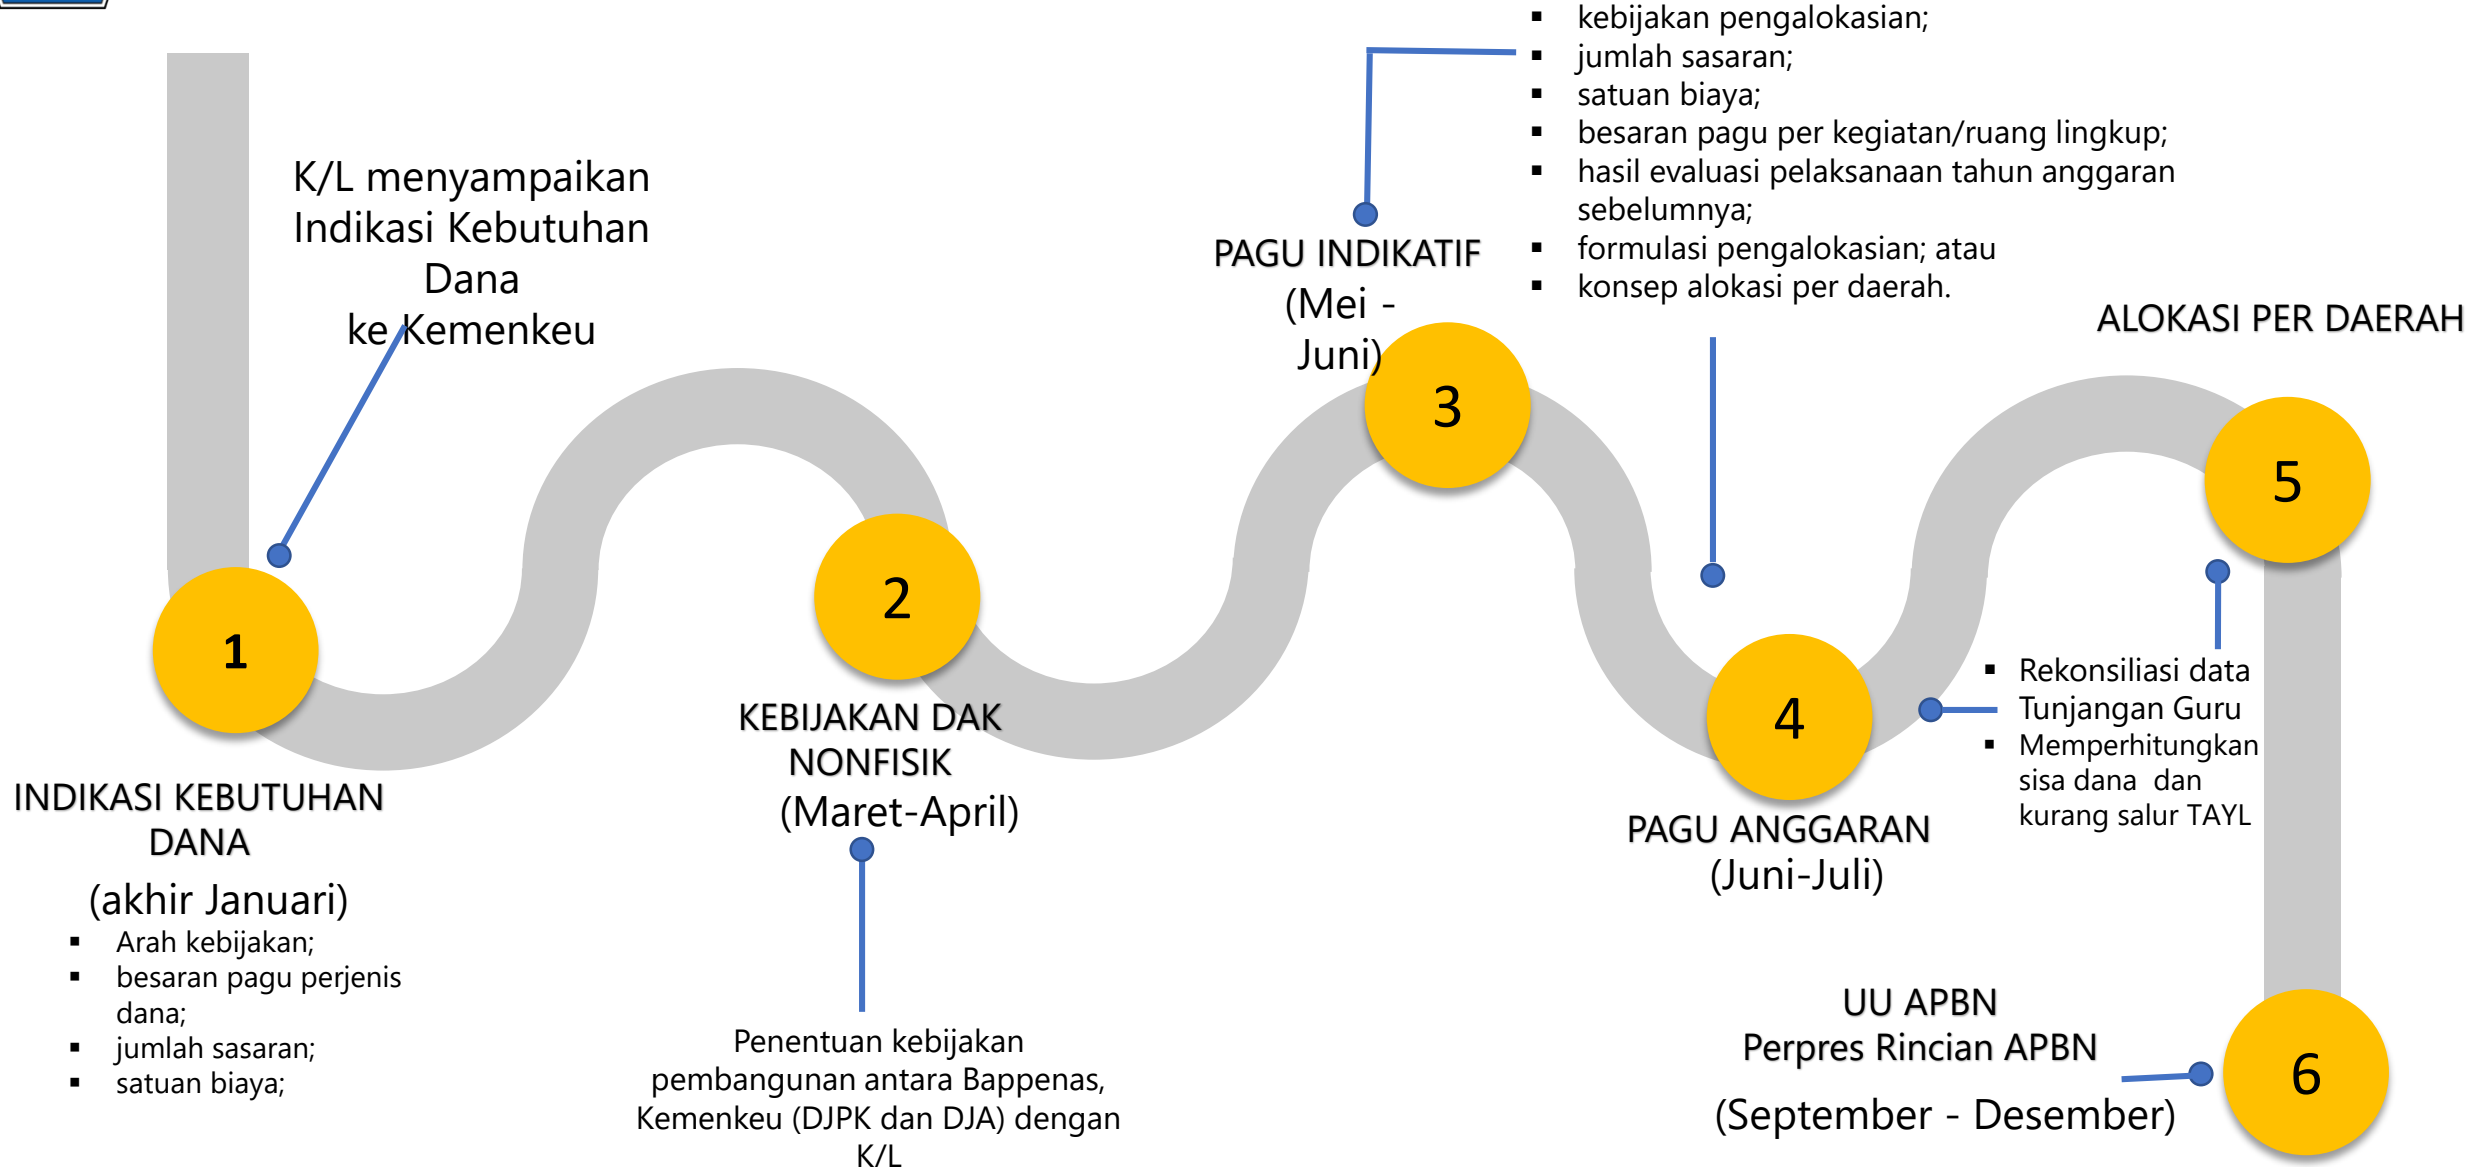 K/L menyampaikan
Indikasi Kebutuhan
Dana
ke Kemenkeu
1
INDIKASI KEBUTUHAN
DANA
(akhir Januari)
▪ Arah kebijakan;
▪ besaran pagu perjenis
dana;
▪ jumlah sasaran;
▪ satuan biaya;
2
KEBIJAKAN DAK
NONFISIK
(Maret-April)
Penentuan kebijakan
pembangunan antara Bappenas,
Kemenkeu (DJPK dan DJA) dengan
K/L
PAGU INDIKATIF
(Mei -
Juni)
3
▪ kebijakan pengalokasian;
▪ jumlah sasaran;
▪ satuan biaya;
▪ besaran pagu per kegiatan/ruang lingkup;
▪ hasil evaluasi pelaksanaan tahun anggaran
sebelumnya;
▪ formulasi pengalokasian; atau
▪ konsep alokasi per daerah.
4
PAGU ANGGARAN
(Juni-Juli)
ALOKASI PER DAERAH
5
▪ Rekonsiliasi data
Tunjangan Guru
▪ Memperhitungkan
sisa dana  dan
kurang salur TAYL
UU APBN
Perpres Rincian APBN
(September - Desember)
6